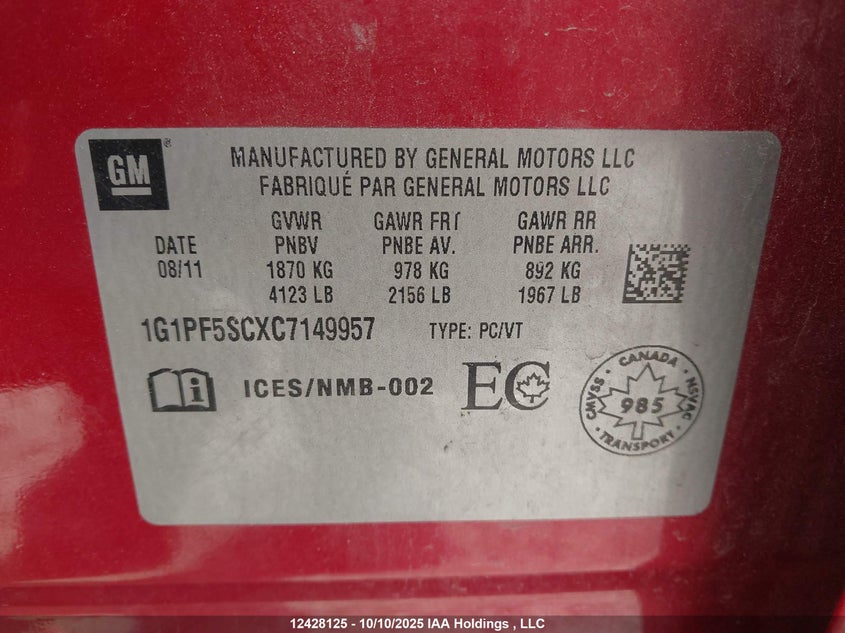 GM ®
MANUFACTURED BY GENERAL MOTORS LLC
FABRIQUÉ PAR GENERAL MOTORS LLC
GVWR GAWR FRT GAWR RR
DATE PNBV PNBE AV. PNBE ARR.
08/11 1870 KG 978 KG 892 KG
4123 LB 2156 LB 1967 LB
1G1PF5SCXC7149957 TYPE: PC/VT
i ICES/NMB-002 EC
CANADA
CMVSS 985 NSVAC
TRANSPORT
12428125 - 10/10/2025 IAA Holdings , LLC